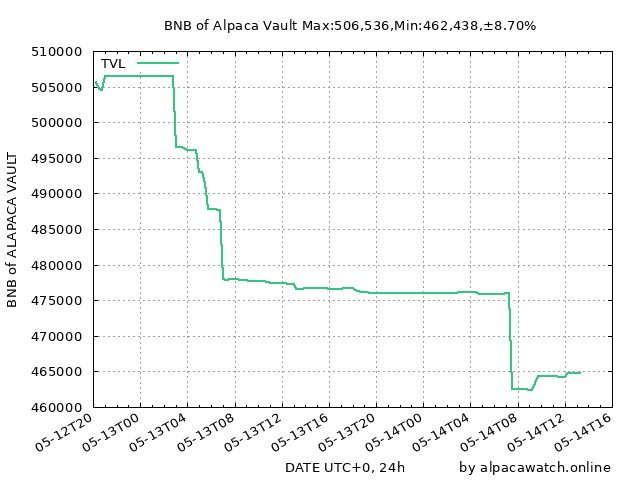 BNB of Alpaca Vault Max:506,536,Min:462,438,±8.70%
TVL
BNB of ALAPACA VAULT
510000
505000
500000
495000
490000
485000
480000
475000
470000
465000
460000
05-12T20
05-13T00
05-13T04
05-13T08
05-13T12
05-13T16
05-13T20
05-14T00
05-14T04
05-14T08
05-14T12
05-14T16
DATE UTC+0, 24h
by alpacawatch.online